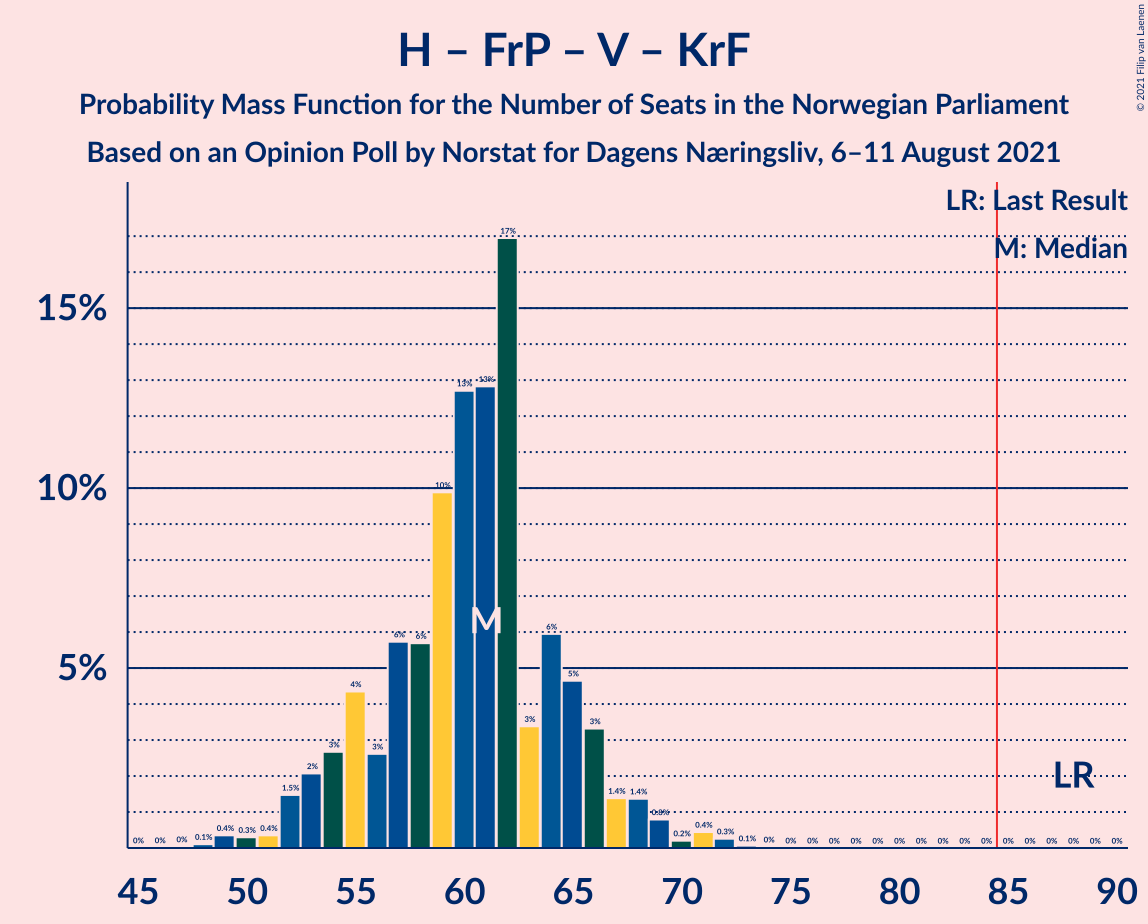 H – FrP – V – KrF
Probability Mass Function for the Number of Seats in the Norwegian Parliament
Based on an Opinion Poll by Norstat for Dagens Næringsliv, 6–11 August 2021
© 2021 Filip van Laenen
LR: Last Result
M: Median
15%
10%
5%
0% 0% 0% 0.1% 0.4% 0.3% 0.4% 1.5% 2% 3% 4% 3% 6% 6% 10% 13% 13% 17% 3% 6% 5% 3% 1.4% 1.4% 0.8% 0.2% 0.4% 0.3% 0.1% 0% 0% 0% 0% 0% 0% 0% 0% 0% 0% 0% 0% 0% 0% 0% 0% 0%
M
LR
45 50 55 60 65 70 75 80 85 90